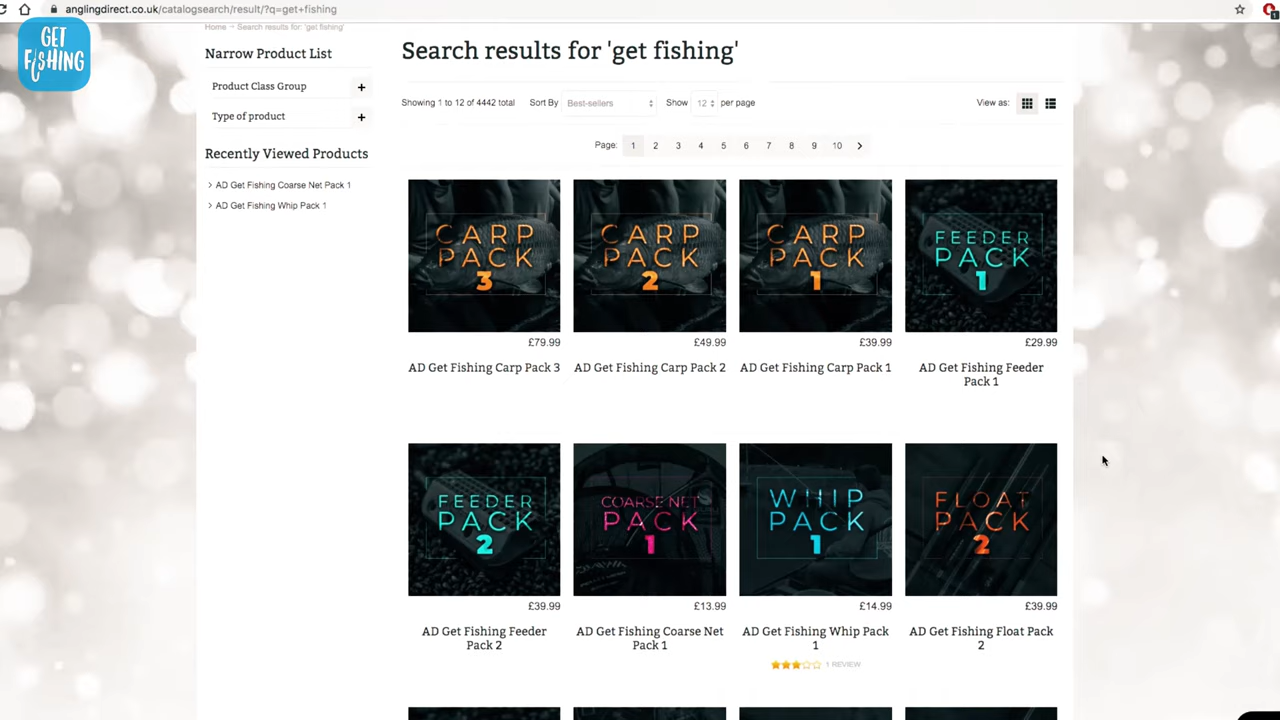 anglingdirect.co.uk/catalogsearch/result/?q=get+fishing
GET
FISHING
Home → Search results for: 'get fishing'
Narrow Product List
Product Class Group +
Type of product +
Recently Viewed Products
> AD Get Fishing Coarse Net Pack 1
> AD Get Fishing Whip Pack 1
Search results for 'get fishing'
Showing 1 to 12 of 4442 total Sort By Best-sellers Show 12 per page View as:
Page: 1 2 3 4 5 6 7 8 9 10 >
CARP
PACK
3
£79.99
AD Get Fishing Carp Pack 3
CARP
PACK
2
£49.99
AD Get Fishing Carp Pack 2
CARP
PACK
1
£39.99
AD Get Fishing Carp Pack 1
FEEDER
PACK
1
£29.99
AD Get Fishing Feeder
Pack 1
FEEDER
PACK
2
£39.99
AD Get Fishing Feeder
Pack 2
COARSE NET
PACK
1
£13.99
AD Get Fishing Coarse Net
Pack 1
WHIP
PACK
1
£14.99
AD Get Fishing Whip Pack
1
1 REVIEW
FLOAT
PACK
2
£39.99
AD Get Fishing Float Pack
2